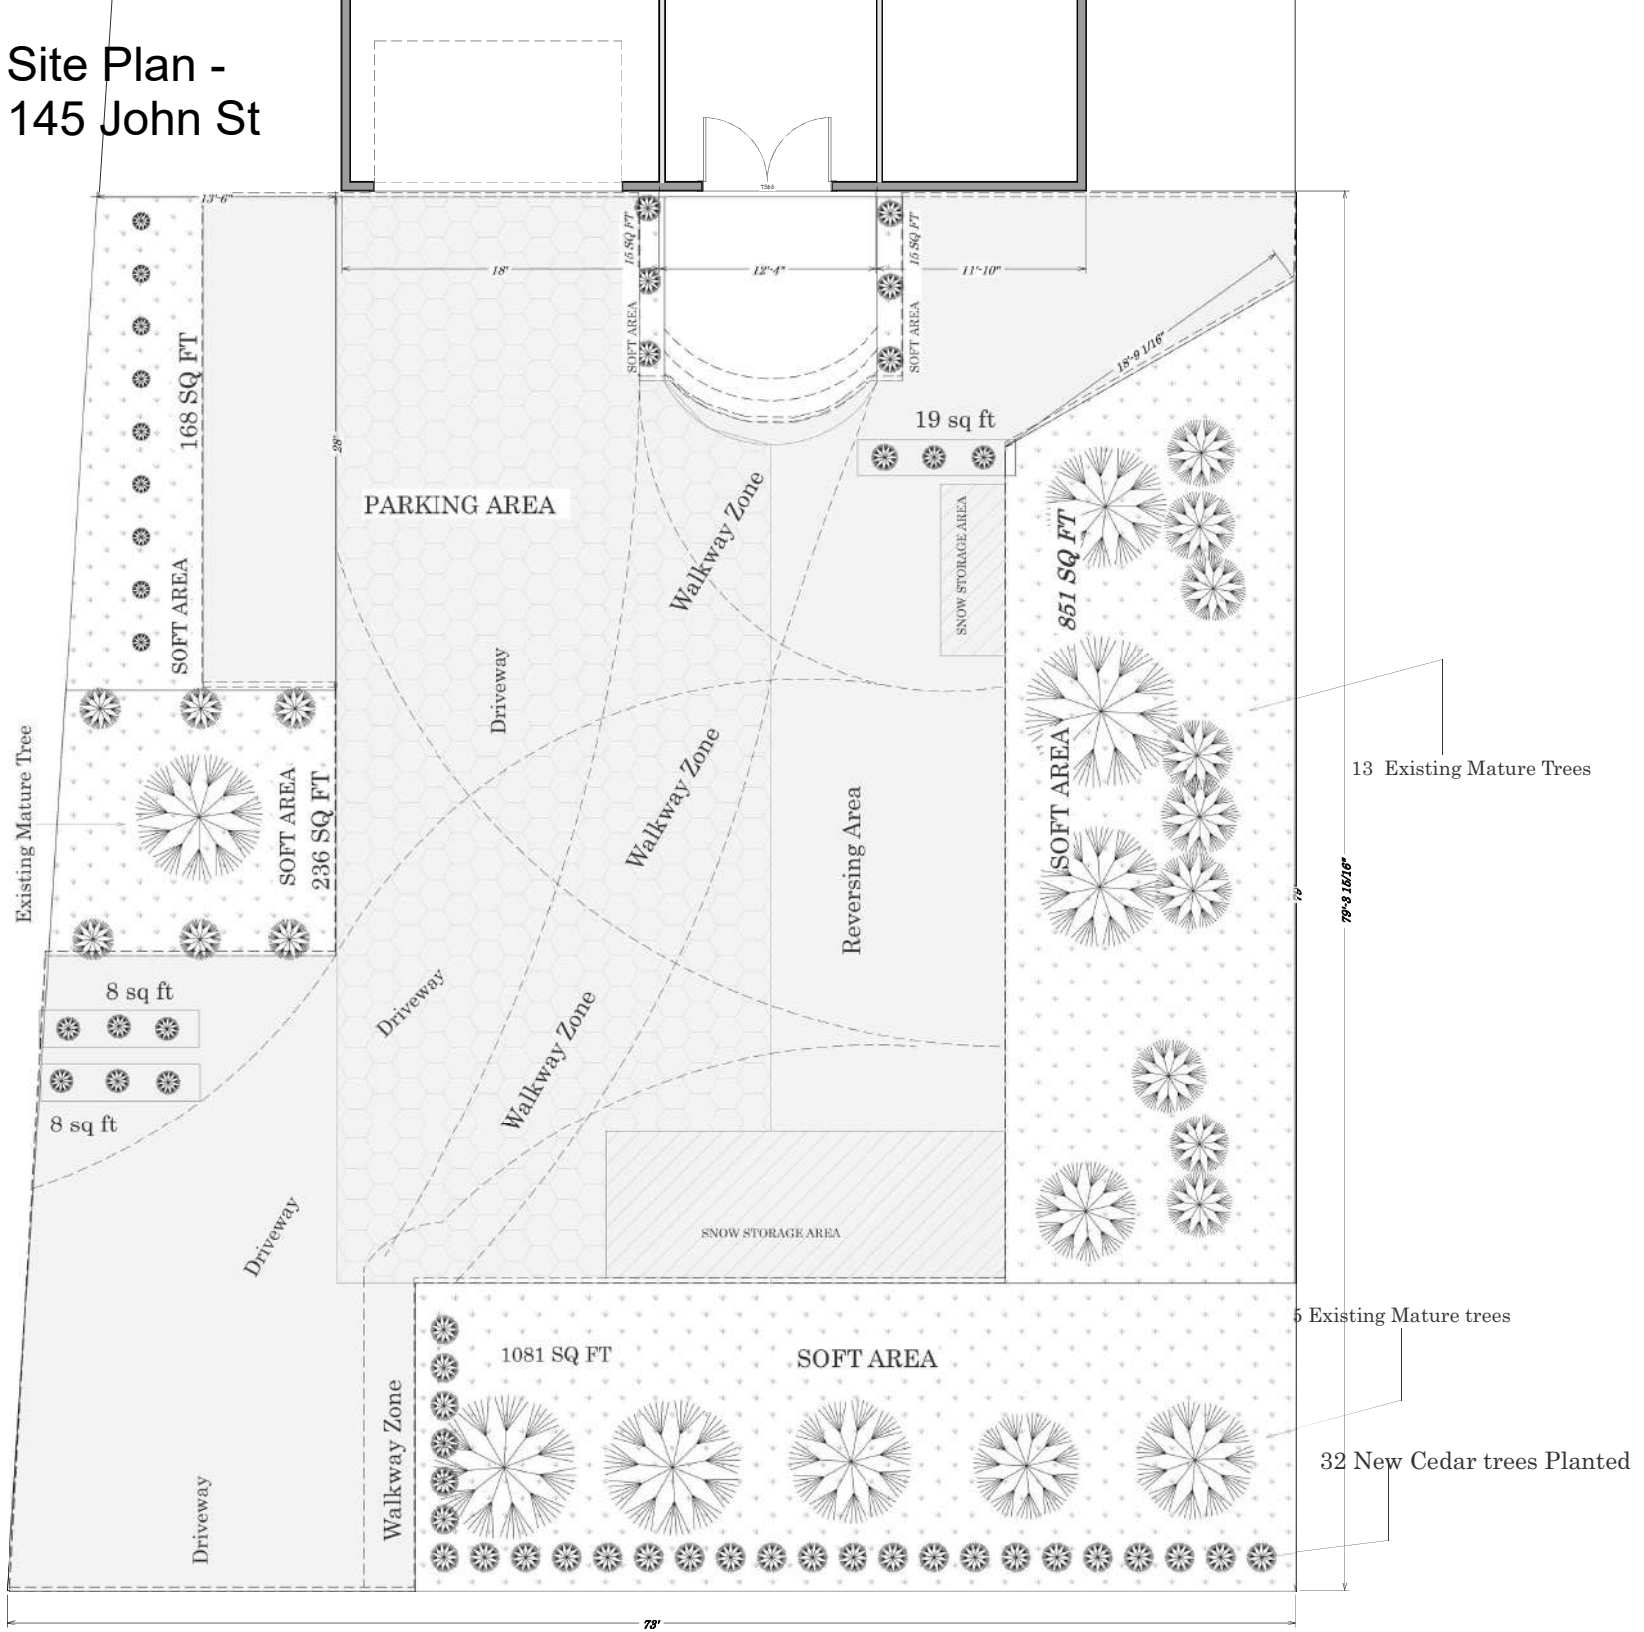 Site Plan -
145 John St
13'-6"
18'
12'-4"
11'-10"
15 SQ FT
SOFT AREA
15 SQ FT
SOFT AREA
18'-9 1/16"
168 SQ FT
SOFT AREA
28'
19 sq ft
PARKING AREA
Walkway Zone
SNOW STORAGE AREA
851 SQ FT
SOFT AREA
Driveway
Existing Mature Tree
SOFT AREA
236 SQ FT
Walkway Zone
Reversing Area
13 Existing Mature Trees
79'
79'-3 15/16"
8 sq ft
8 sq ft
Driveway
Walkway Zone
Driveway
SNOW STORAGE AREA
5 Existing Mature trees
1081 SQ FT
SOFT AREA
Walkway Zone
Driveway
32 New Cedar trees Planted
73'